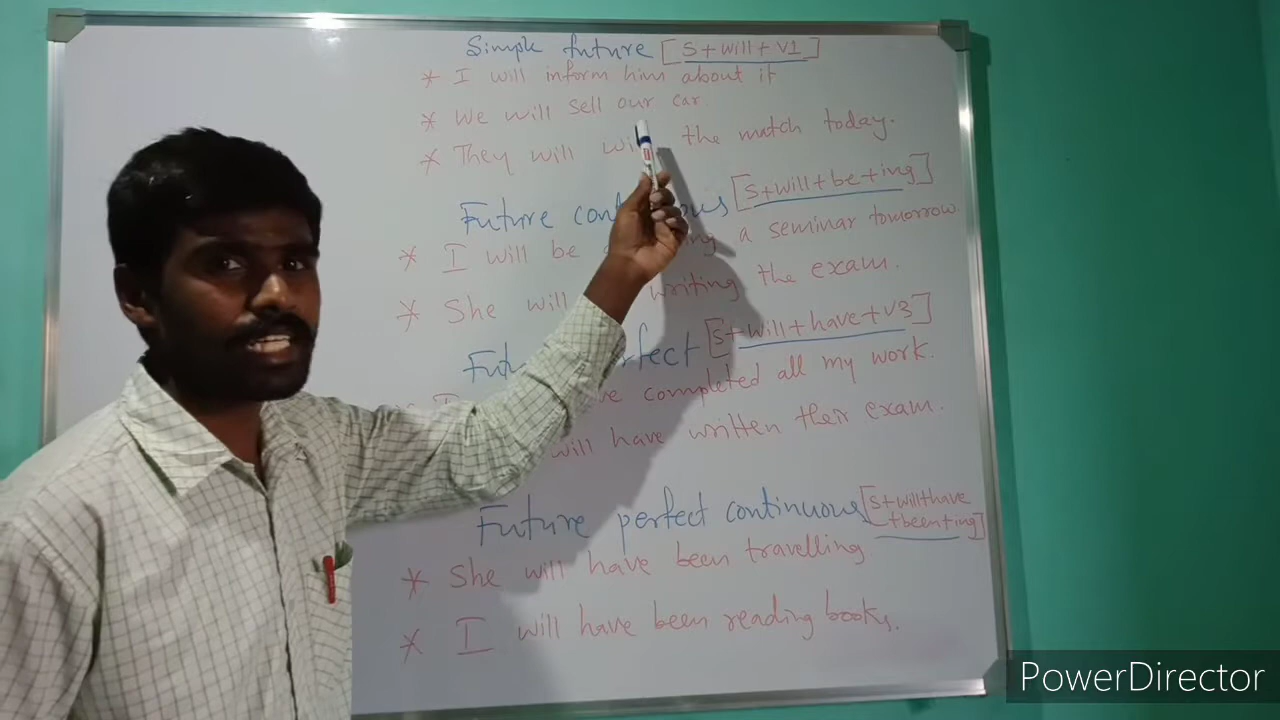 Simple future [S+will+V1]
* I will inform him about it
* We will sell our car.
* They will the match today.
Future [S+will+be+ing]
* I will be a seminar tomorrow.
* She will writing the exam.
[S+will+have+V3]
completed all my work.
will have written their exam.
Future perfect continuous [S+will+have
+been+ing]
* She will have been travelling
* I will have been reading books.
PowerDirector